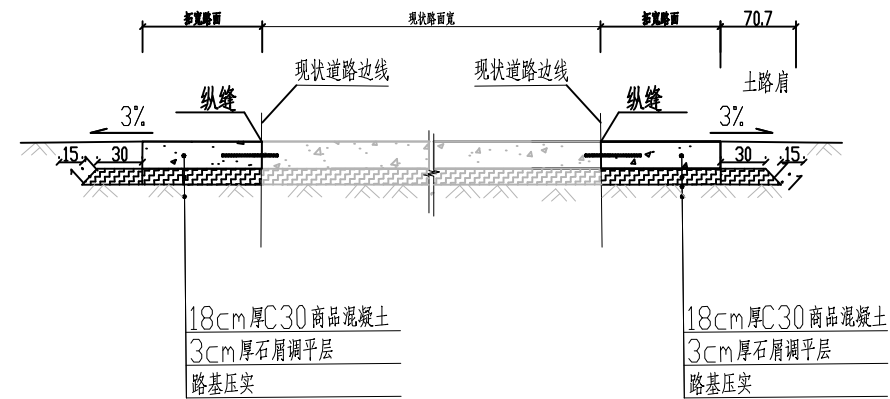 拓宽路面 现状路面宽 拓宽路面 70.7
现状道路边线 现状道路边线 土路肩
纵缝 纵缝
3% 3%
15 30 30 15
1:1 1:1
18cm厚C30商品混凝土 18cm厚C30商品混凝土
3cm厚石屑调平层 3cm厚石屑调平层
路基压实 路基压实